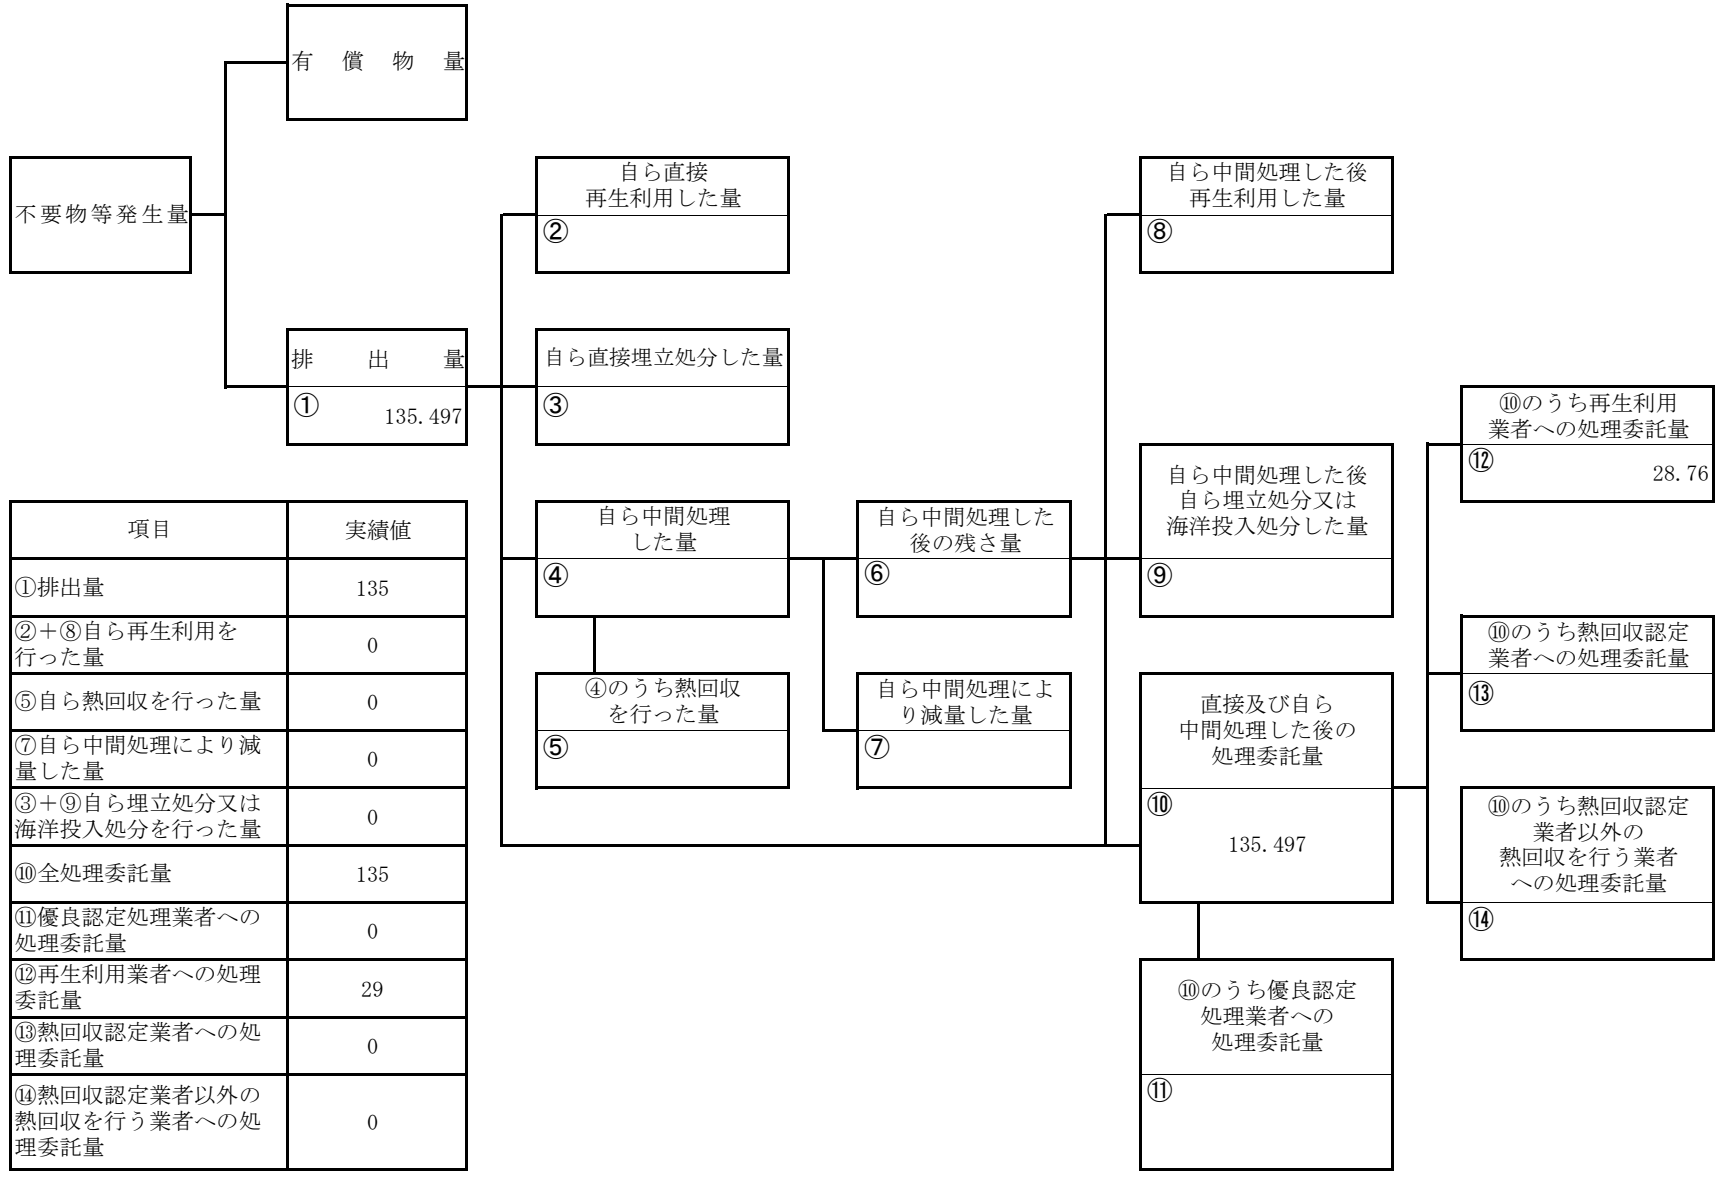 有償物量
不要物等発生量
自ら直接
再生利用した量
②
自ら中間処理した後
再生利用した量
⑧
排出量
①
135.497
自ら直接埋立処分した量
③
⑩のうち再生利用
業者への処理委託量
⑫
28.76
自ら中間処理
した量
④
自ら中間処理した
後の残さ量
⑥
自ら中間処理した後
自ら埋立処分又は
海洋投入処分した量
⑨
⑩のうち熱回収認定
業者への処理委託量
⑬
④のうち熱回収
を行った量
⑤
自ら中間処理によ
り減量した量
⑦
直接及び自ら
中間処理した後の
処理委託量
⑩
135.497
⑩のうち熱回収認定
業者以外の
熱回収を行う業者
への処理委託量
⑭
⑩のうち優良認定
処理業者への
処理委託量
⑪
項目 実績値
①排出量 135
②＋⑧自ら再生利用を
行った量 0
⑤自ら熱回収を行った量 0
⑦自ら中間処理により減
量した量 0
③＋⑨自ら埋立処分又は
海洋投入処分を行った量 0
⑩全処理委託量 135
⑪優良認定処理業者への
処理委託量 0
⑫再生利用業者への処理
委託量 29
⑬熱回収認定業者への処
理委託量 0
⑭熱回収認定業者以外の
熱回収を行う業者への処
理委託量 0